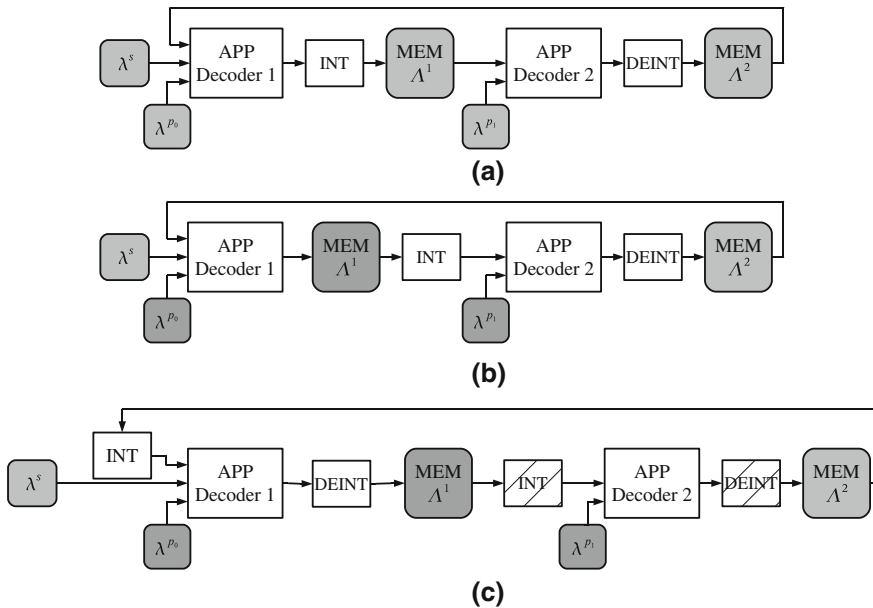 λ^s
λ^{p_0}
APP
Decoder 1
INT
MEM
Λ^1
λ^{p_1}
APP
Decoder 2
DEINT
MEM
Λ^2
(a)
λ^s
λ^{p_0}
APP
Decoder 1
MEM
Λ^1
INT
λ^{p_1}
APP
Decoder 2
DEINT
MEM
Λ^2
(b)
INT
λ^s
λ^{p_0}
APP
Decoder 1
DEINT
MEM
Λ^1
INT
λ^{p_1}
APP
Decoder 2
DEINT
MEM
Λ^2
(c)